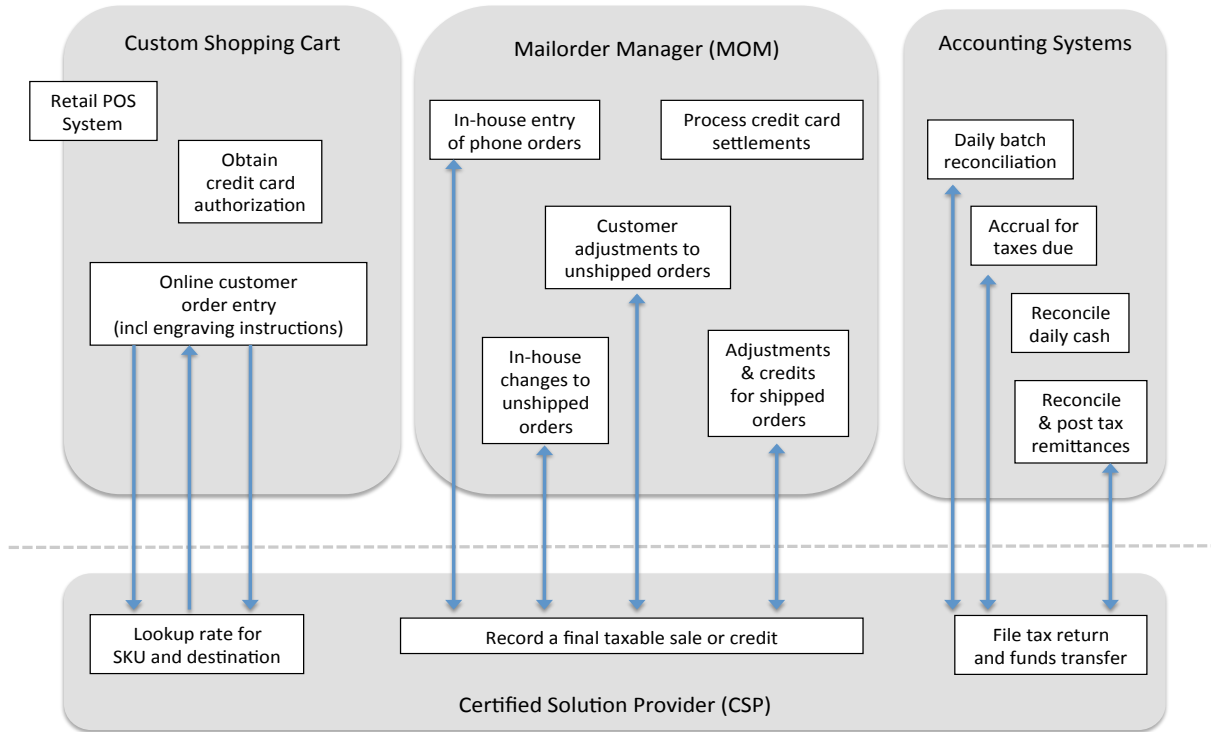 Custom Shopping Cart
Retail POS
System
Obtain
credit card
authorization
Online customer
order entry
(incl engraving instructions)
Mailorder Manager (MOM)
In-house entry
of phone orders
Process credit card
settlements
Customer
adjustments to
unshipped orders
In-house
changes to
unshipped
orders
Adjustments
& credits
for shipped
orders
Accounting Systems
Daily batch
reconciliation
Accrual for
taxes due
Reconcile
daily cash
Reconcile
& post tax
remittances
Lookup rate for
SKU and destination
Record a final taxable sale or credit
File tax return
and funds transfer
Certified Solution Provider (CSP)